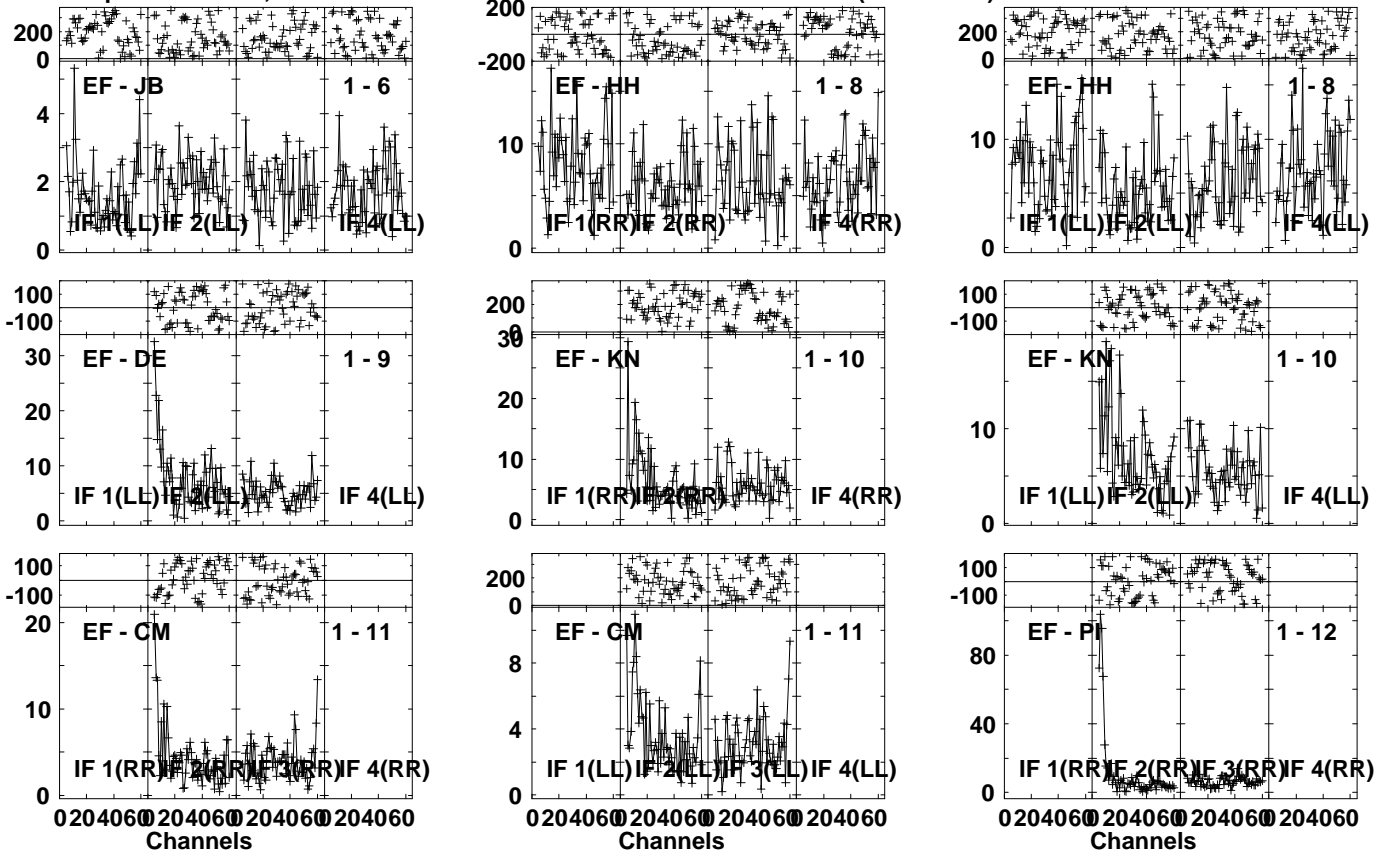 200
0
EF - JB
1 - 6
4
2
0
IF 1(LL)
IF 2(LL)
IF 4(LL)
200
-200
EF - HH
1 - 8
10
0
IF 1(RR)
IF 2(RR)
IF 4(RR)
200
0
EF - HH
1 - 8
10
0
IF 1(LL)
IF 2(LL)
IF 4(LL)
100
-100
EF - DE
1 - 9
30
20
10
0
IF 1(LL)
IF 2(LL)
IF 4(LL)
200
0
30
EF - KN
1 - 10
20
10
0
IF 1(RR)
IF 2(RR)
IF 4(RR)
100
-100
EF - KN
1 - 10
10
0
IF 1(LL)
IF 2(LL)
IF 4(LL)
100
-100
EF - CM
1 - 11
20
10
0
IF 1(RR)
IF 2(RR)
IF 3(RR)
IF 4(RR)
0 20 40 60 0 20 40 60 0 20 40 60 0 20 40 60
Channels
200
0
EF - CM
1 - 11
8
4
0
IF 1(LL)
IF 2(LL)
IF 3(LL)
IF 4(LL)
0 20 40 60 0 20 40 60 0 20 40 60 0 20 40 60
Channels
100
-100
EF - PI
1 - 12
80
40
0
IF 1(RR)
IF 2(RR)
IF 3(RR)
IF 4(RR)
0 20 40 60 0 20 40 60 0 20 40 60 0 20 40 60
Channels